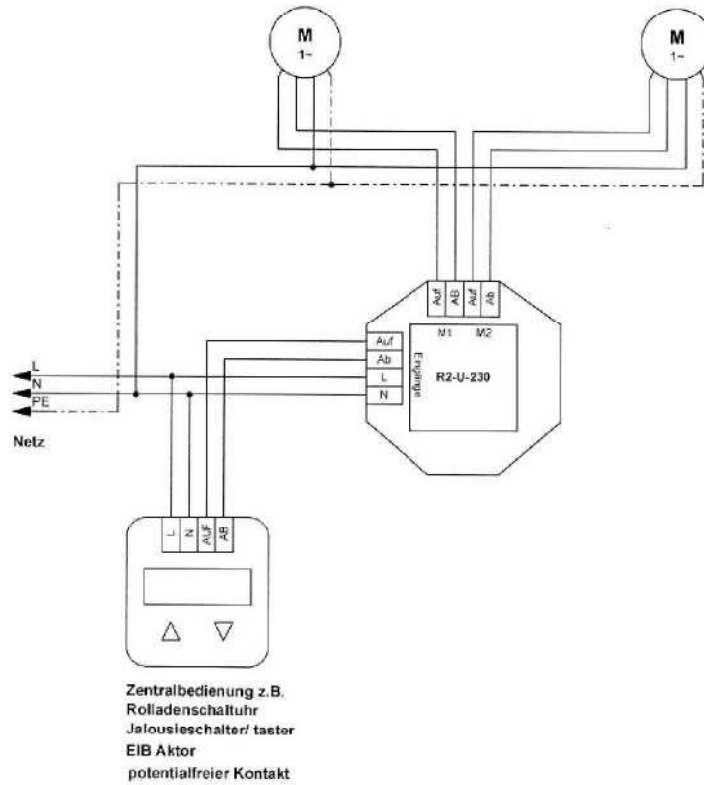 M
1~
M
1~
Auf
AB
Auf
Ab
M1
M2
Auf
Ab
L
N
Eingänge
R2-U-230
L
N
PE
Netz
L
N
AUF
AB
Zentralbedienung z.B.
Rolladenschaltuhr
Jalousieschalter/ taster
EIB Aktor
potentialfreier Kontakt